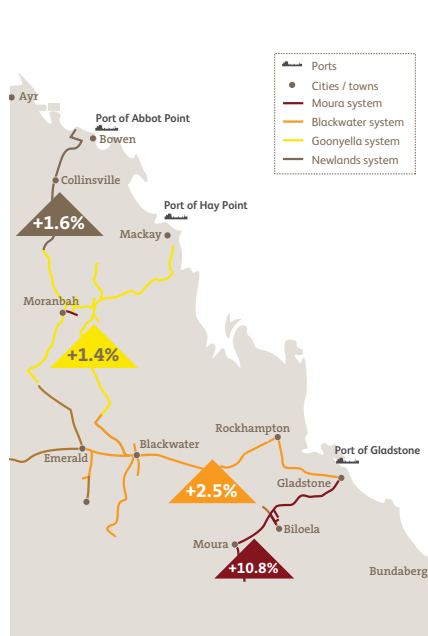 Ports
Cities / towns
Moura system
Blackwater system
Goonyella system
Newlands system
Ayr
Port of Abbot Point
Bowen
Collinsville
Port of Hay Point
+1.6%
Mackay
Moranbah
+1.4%
Rockhampton
Blackwater
Port of Gladstone
Emerald
Gladstone
+2.5%
Biloela
Moura
+10.8%
Bundaberg